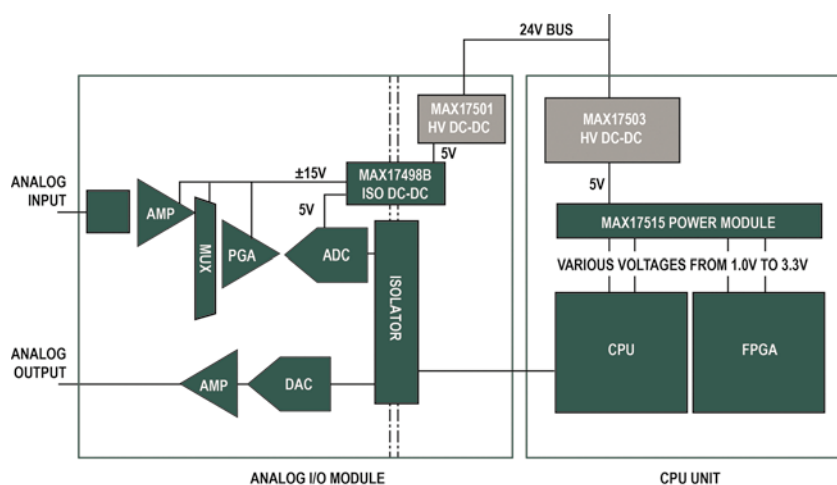 24V BUS
MAX17501
HV DC-DC
5V
MAX17503
HV DC-DC
5V
±15V
MAX17498B
ISO DC-DC
5V
ANALOG
INPUT
AMP
MUX
PGA
ADC
ISOLATOR
MAX17515 POWER MODULE
VARIOUS VOLTAGES FROM 1.0V TO 3.3V
CPU
FPGA
ANALOG
OUTPUT
AMP
DAC
ANALOG I/O MODULE
CPU UNIT